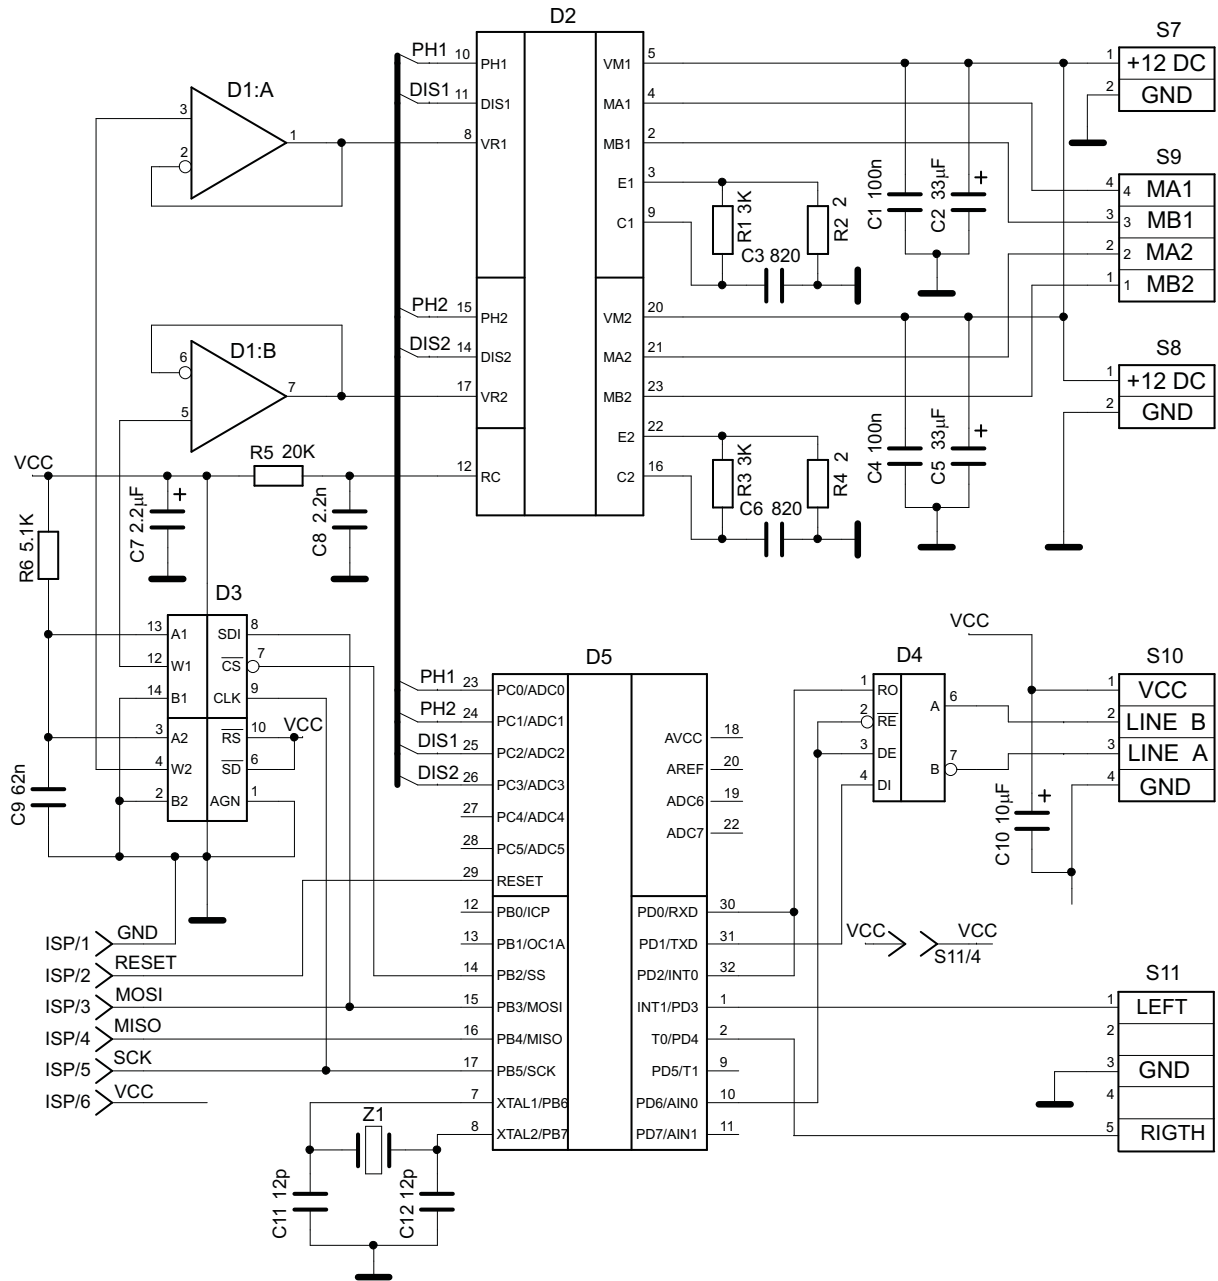 D2
PH1 10 PH1 VM1 5
DIS1 11 DIS1 MA1 4
8 VR1 MB1 2
E1 3
C1 9
PH2 15 PH2 VM2 20
DIS2 14 DIS2 MA2 21
17 VR2 MB2 23
E2 22
12 RC C2 16
D1:A
3
2
1
D1:B
6
5
7
R1 3K
R2 2
C3 820
C1 100n
C2 33µF +
R3 3K
R4 2
C6 820
C4 100n
C5 33µF +
S7
1 +12 DC
2 GND
S9
4 4 MA1
3 3 MB1
2 2 MA2
1 1 MB2
S8
1 +12 DC
2 GND
VCC
R5 20K
R6 5.1K
C7 2.2µF +
C8 2.2n
C9 62n
D3
13 A1 SDI 8
12 W1 CS 7
14 B1 CLK 9
3 A2 RS 10 VCC
4 W2 SD 6
2 B2 AGN 1
D5
PH1 23 PC0/ADC0
PH2 24 PC1/ADC1
DIS1 25 PC2/ADC2
DIS2 26 PC3/ADC3
27 PC4/ADC4
28 PC5/ADC5
29 RESET
12 PB0/ICP
13 PB1/OC1A
14 PB2/SS
15 PB3/MOSI
16 PB4/MISO
17 PB5/SCK
7 XTAL1/PB6
8 XTAL2/PB7
AVCC 18
AREF 20
ADC6 19
ADC7 22
PD0/RXD 30
PD1/TXD 31
PD2/INT0 32
INT1/PD3 1
T0/PD4 2
PD5/T1 9
PD6/AIN0 10
PD7/AIN1 11
D4
1 RO
2 RE
3 DE
4 DI
A 6
B 7
VCC
C10 10µF +
S10
1 VCC
2 LINE B
3 LINE A
4 GND
VCC VCC
S11/4
S11
1 LEFT
2
3 GND
4
5 RIGTH
ISP/1 GND
ISP/2 RESET
ISP/3 MOSI
ISP/4 MISO
ISP/5 SCK
ISP/6 VCC
Z1
C11 12p
C12 12p